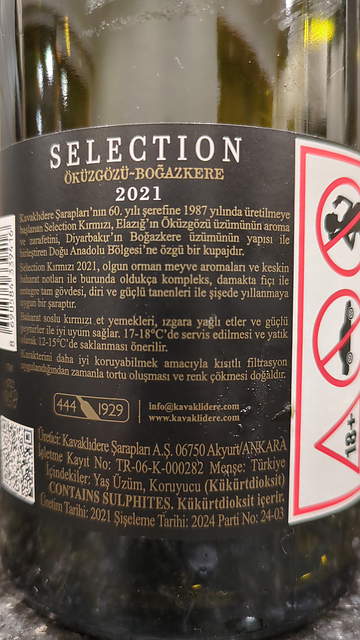 SELECTION
ÖKÜZGÖZÜ-BOĞAZKERE
2021
Kavaklıdere Şarapları'nın 60. yılı şerefine 1987 yılında üretilmeye
başlanan Selection Kırmızı, Elazığ'ın Öküzgözü üzümünün aroma
ve zarafetini, Diyarbakır'ın Boğazkere üzümünün yapısı ile
birleştiren Doğu Anadolu Bölgesi'ne özgü bir kupajdır.
Selection Kırmızı 2021, olgun orman meyve aromaları ve keskin
baharat notları ile burunda oldukça kompleks, damakta fıçı ile
entegre tam gövdesi, diri ve güçlü tanenleri ile şişede yıllanmaya
uygun bir şaraptır.
Baharat soslu kırmızı et yemekleri, ızgara yağlı etler ve güçlü
peynirler ile iyi uyum sağlar. 17-18°C'de servis edilmesi ve yatık
olarak 12-15°C'de saklanması önerilir.
Karakterini daha iyi koruyabilmek amacıyla kısıtlı filtrasyon
uygulandığından zamanla tortu oluşması ve renk çökmesi doğaldır.
444 1929
info@kavaklidere.com
www.kavaklidere.com
Üretici: Kavaklıdere Şarapları A.Ş. 06750 Akyurt/ANKARA
İşletme Kayıt No: TR-06-K-000282 Menşe: Türkiye
İçindekiler: Yaş Üzüm, Koruyucu (Kükürtdioksit)
CONTAINS SULPHITES. Kükürtdioksit içerir.
Üretim Tarihi: 2021 Şişeleme Tarihi: 2024 Parti No: 24-03
18+